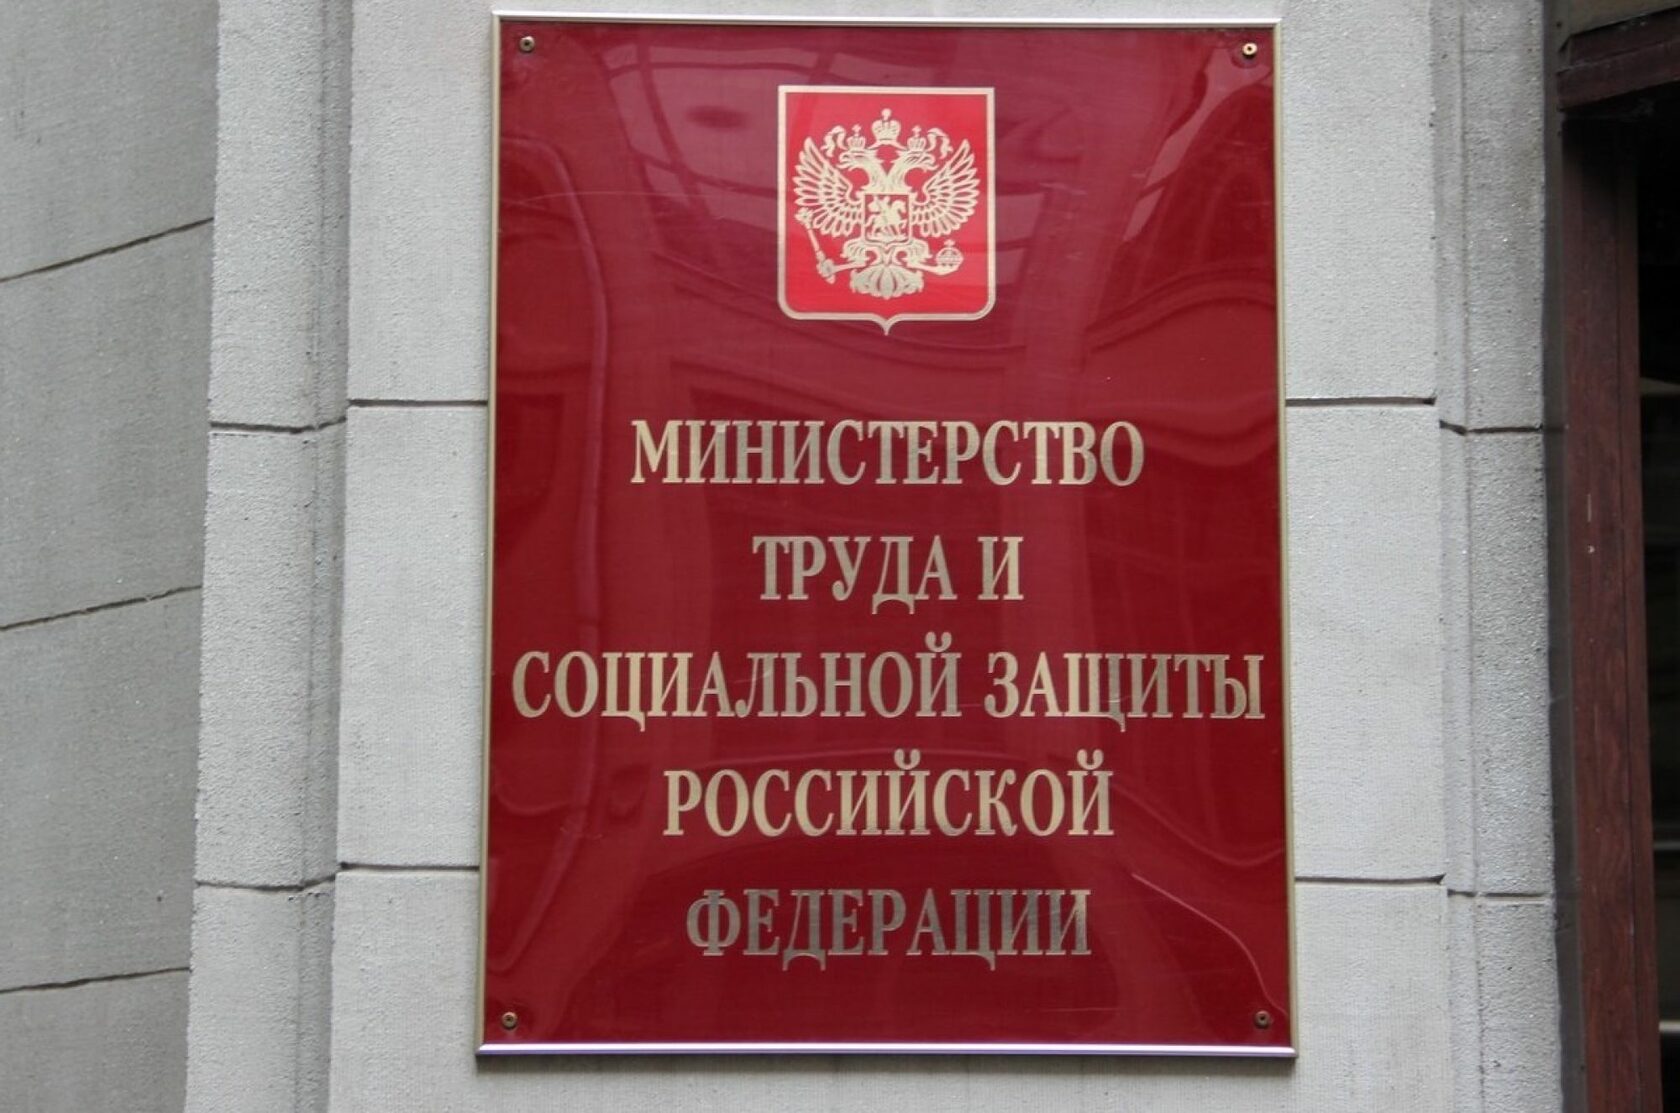 МИНИСТЕРСТВО
ТРУДА И
СОЦИАЛЬНОЙ ЗАЩИТЫ
РОССИЙСКОЙ
ФЕДЕРАЦИИ